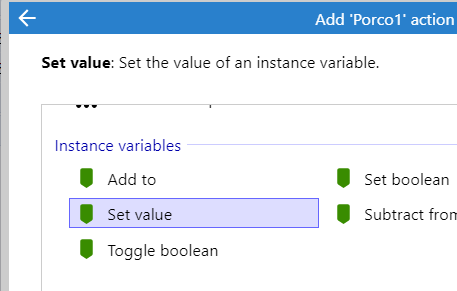 Add 'Porco1' action
Set value: Set the value of an instance variable.
Instance variables
Add to
Set boolean
Set value
Subtract from
Toggle boolean